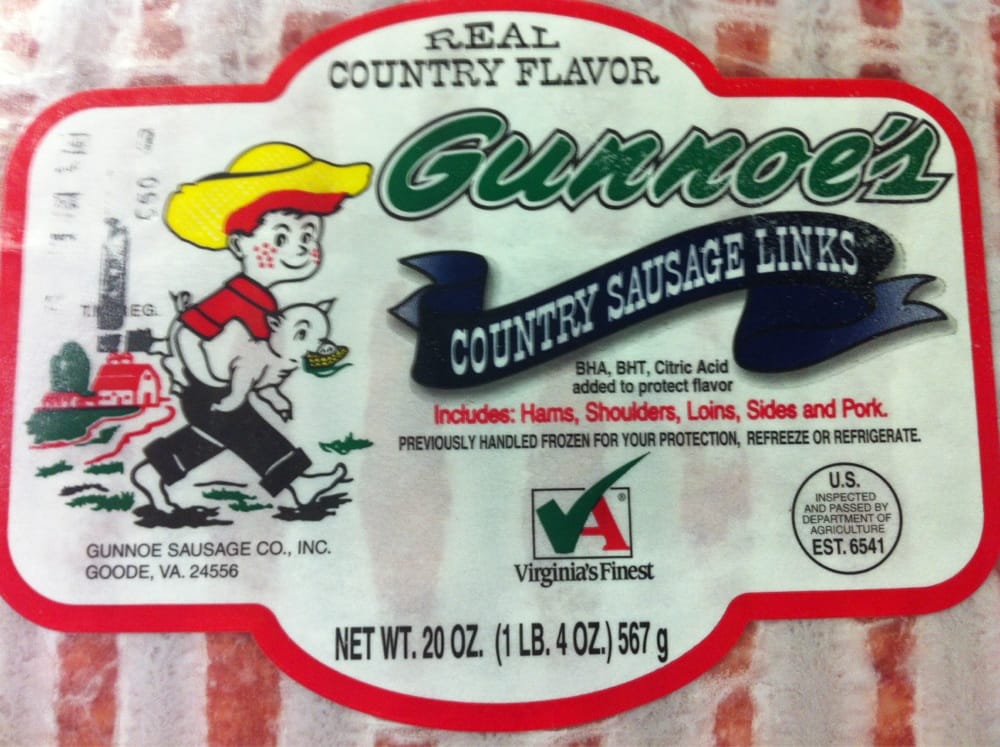 REAL
COUNTRY FLAVOR
Gunnoe's
COUNTRY SAUSAGE LINKS
BHA, BHT, Citric Acid
added to protect flavor
Includes: Hams, Shoulders, Loins, Sides and Pork.
PREVIOUSLY HANDLED FROZEN FOR YOUR PROTECTION, REFREEZE OR REFRIGERATE.
A®
Virginia's Finest
U.S.
INSPECTED
AND PASSED BY
DEPARTMENT OF
AGRICULTURE
EST. 6541
GUNNOE SAUSAGE CO., INC.
GOODE, VA. 24556
NET WT. 20 OZ. (1 LB. 4 OZ.) 567 g